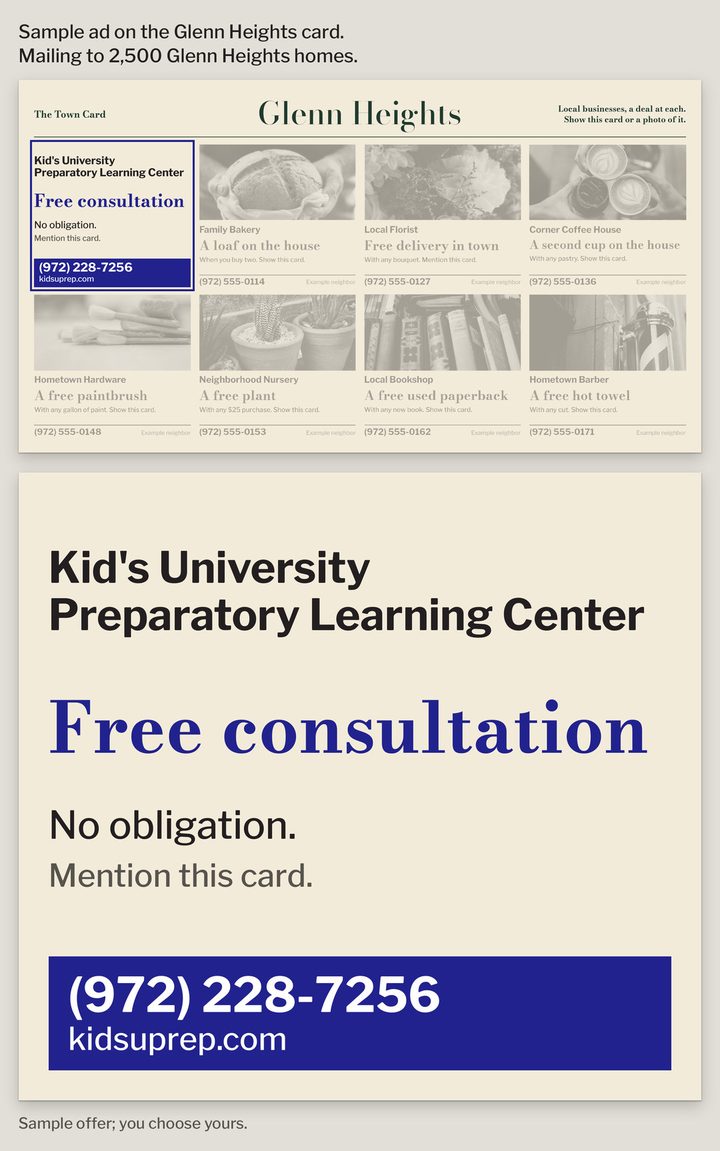 Sample ad on the Glenn Heights card.
Mailing to 2,500 Glenn Heights homes.
The Town Card
Glenn Heights
Local businesses, a deal at each.
Show this card or a photo of it.
Kid's University
Preparatory Learning Center
Free consultation
No obligation.
Mention this card.
(972) 228-7256
kidsuprep.com
Family Bakery
A loaf on the house
When you buy two. Show this card.
(972) 555-0114
Example neighbor
Local Florist
Free delivery in town
With any bouquet. Mention this card.
(972) 555-0127
Example neighbor
Corner Coffee House
A second cup on the house
With any pastry. Show this card.
(972) 555-0136
Example neighbor
Hometown Hardware
A free paintbrush
With any gallon of paint. Show this card.
(972) 555-0148
Example neighbor
Neighborhood Nursery
A free plant
With any $25 purchase. Show this card.
(972) 555-0153
Example neighbor
Local Bookshop
A free used paperback
With any new book. Show this card.
(972) 555-0162
Example neighbor
Hometown Barber
A free hot towel
With any cut. Show this card.
(972) 555-0171
Example neighbor
Kid's University
Preparatory Learning Center
Free consultation
No obligation.
Mention this card.
(972) 228-7256
kidsuprep.com
Sample offer; you choose yours.